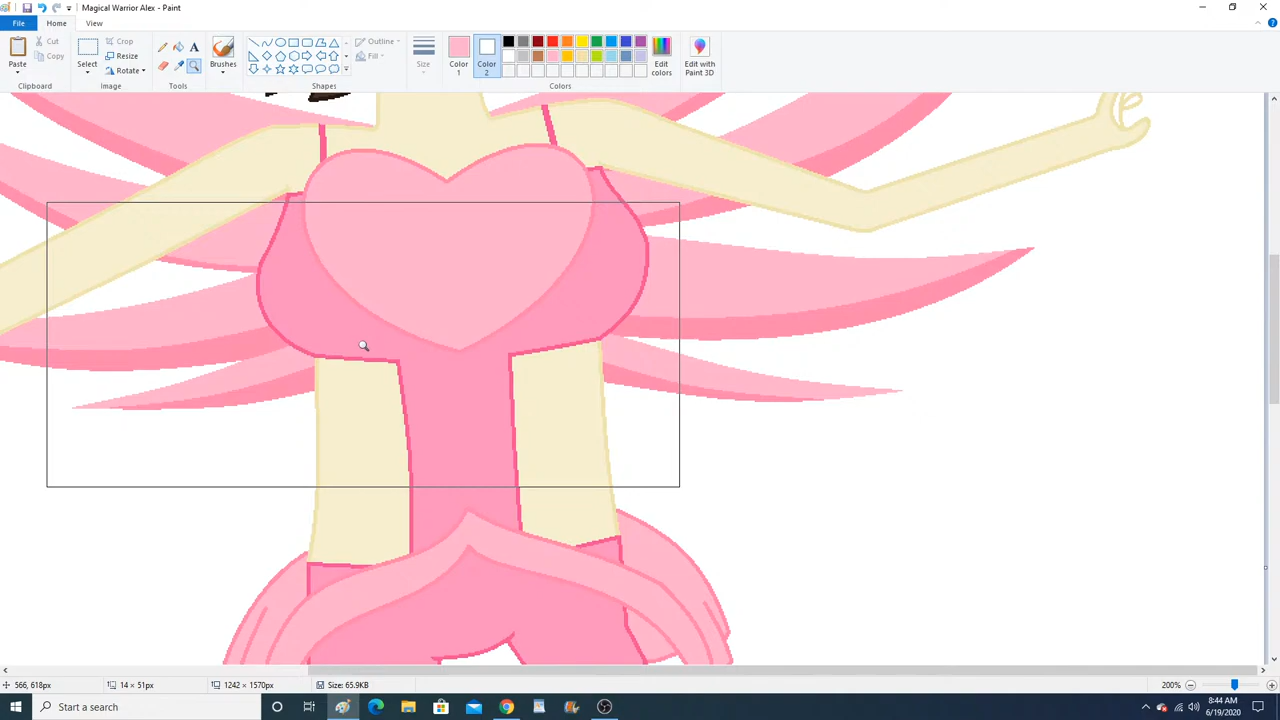 Magical Warrior Alex - Paint
File Home View
Paste
Cut
Copy
Clipboard
Select
Crop
Resize
Rotate
Image
A
Tools
Brushes
Outline
Fill
Shapes
Size
Color 1
Color 2
Edit colors
Colors
Edit with Paint 3D
566, 618px 14 × 51px 1242 × 1570px Size: 65.9KB 200%
Start a search
8:44 AM
6/19/2020